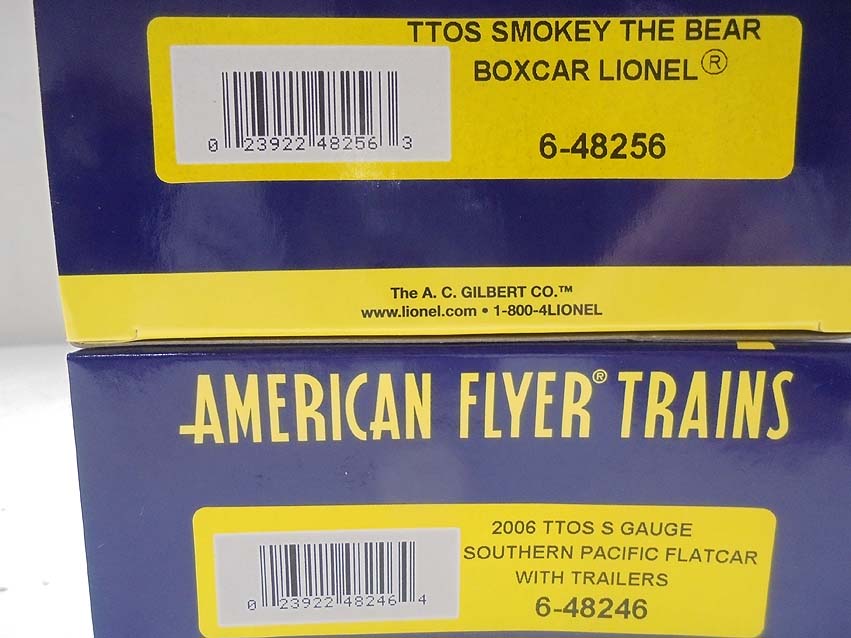 TTOS SMOKEY THE BEAR
BOXCAR LIONEL®
0 23922 48256 3
6-48256
The A. C. GILBERT CO.™
www.lionel.com • 1-800-4LIONEL
AMERICAN FLYER® TRAINS
2006 TTOS S GAUGE
SOUTHERN PACIFIC FLATCAR
WITH TRAILERS
0 23922 48246 4
6-48246